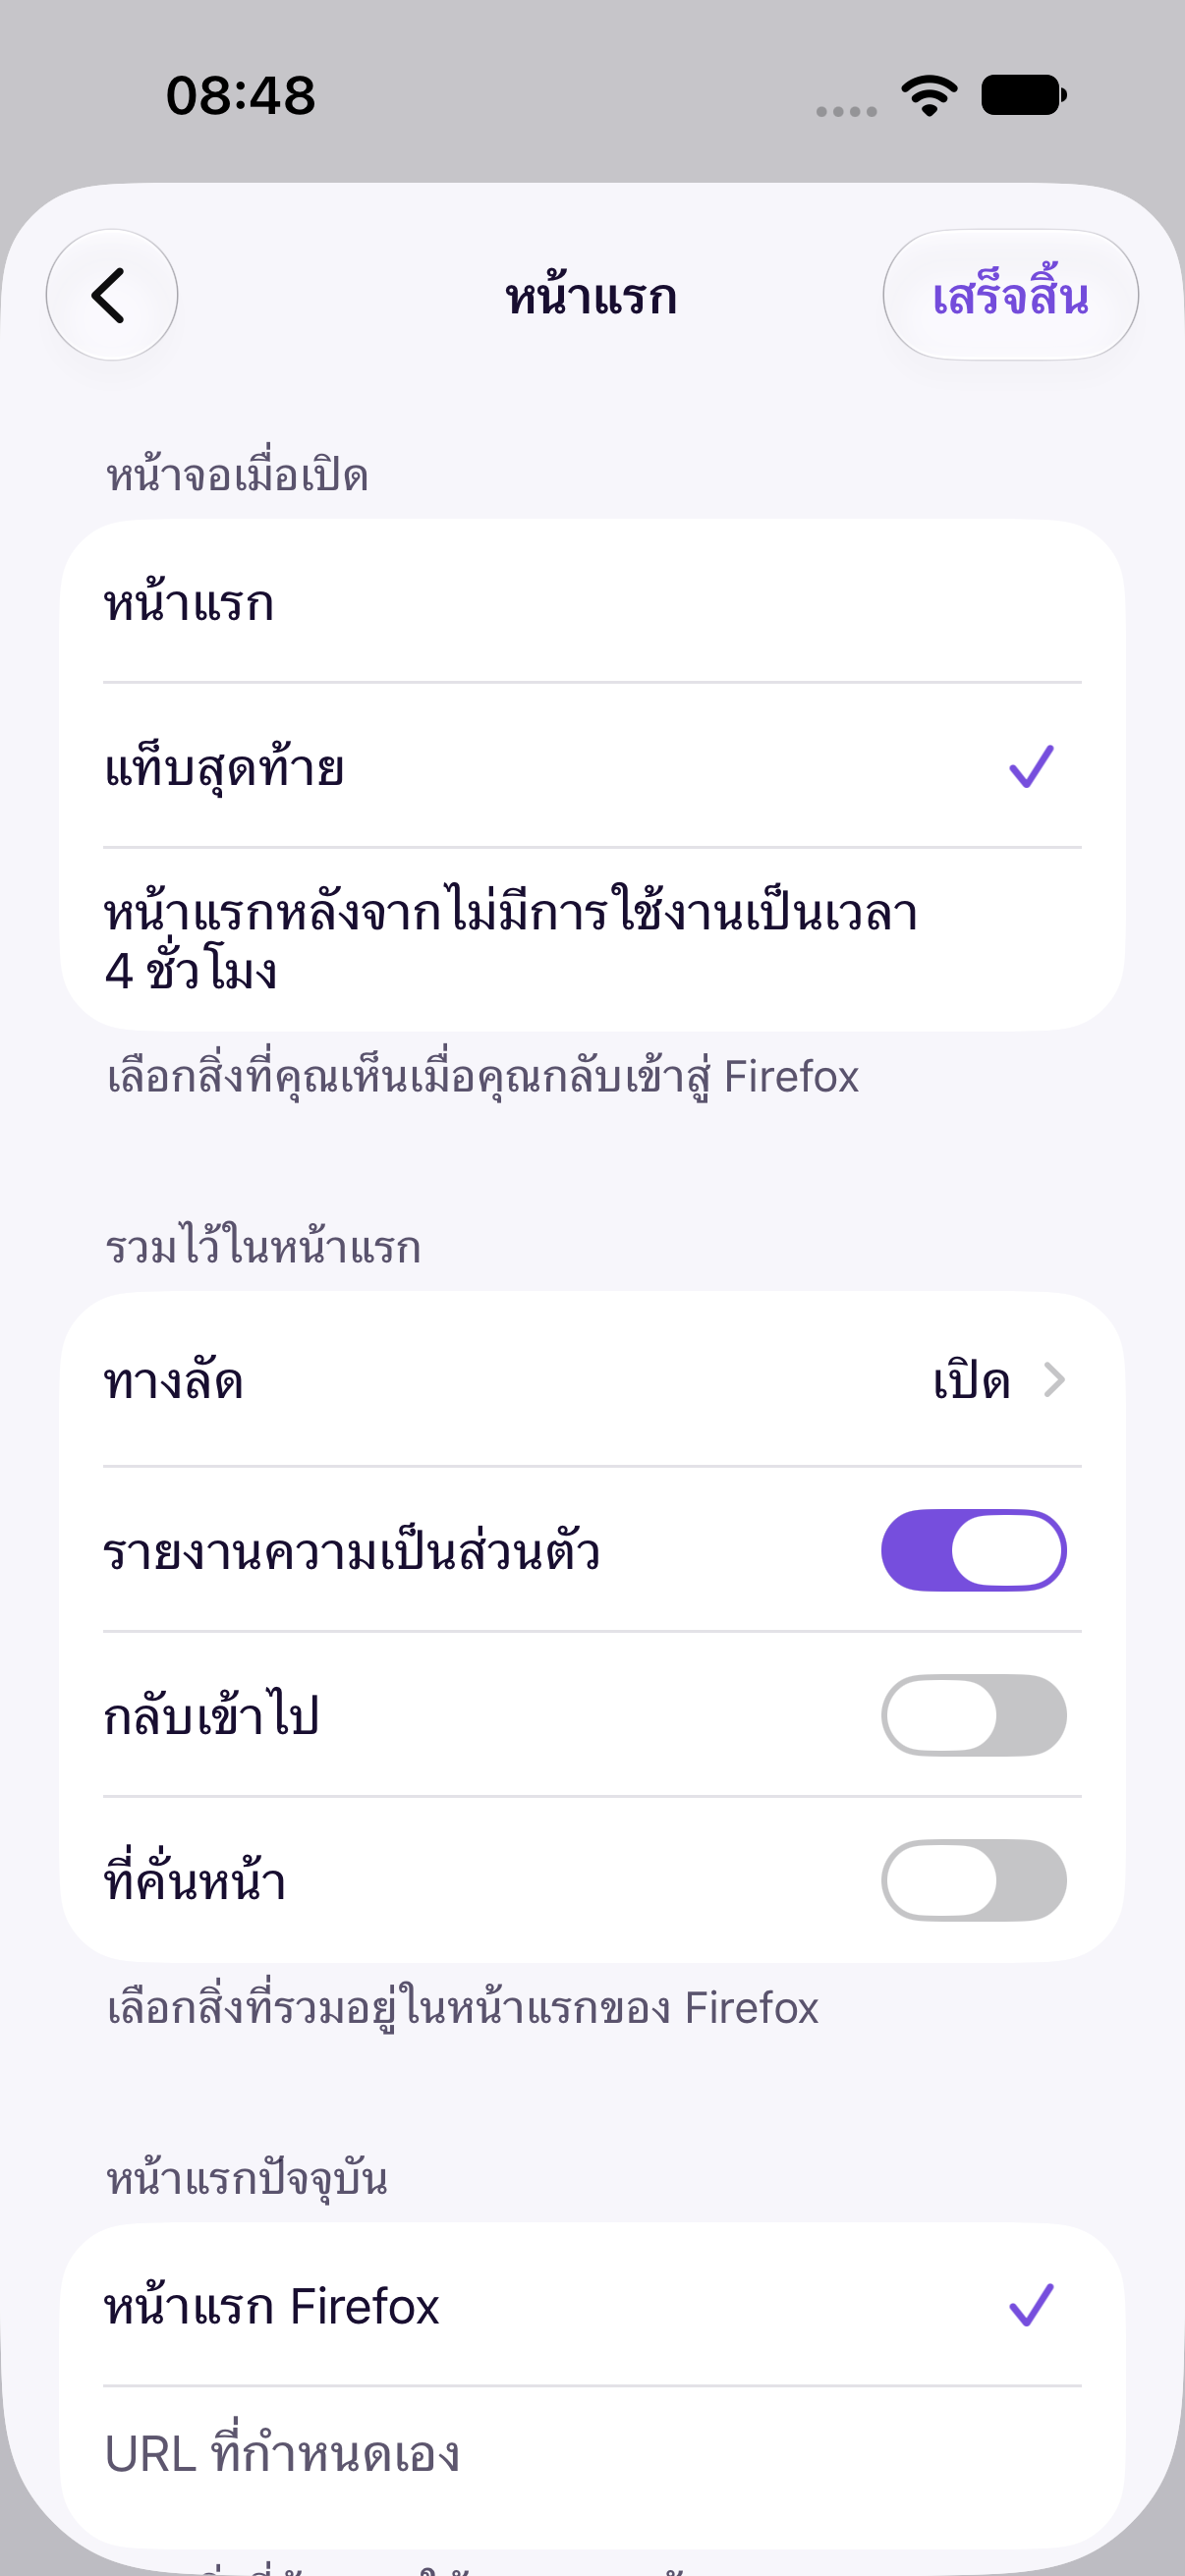 08:48
หน้าแรก
เสร็จสิ้น
หน้าจอเมื่อเปิด
หน้าแรก
แท็บสุดท้าย
หน้าแรกหลังจากไม่มีการใช้งานเป็นเวลา
4 ชั่วโมง
เลือกสิ่งที่คุณเห็นเมื่อคุณกลับเข้าสู่ Firefox
รวมไว้ในหน้าแรก
ทางลัด
เปิด
รายงานความเป็นส่วนตัว
กลับเข้าไป
ที่คั่นหน้า
เลือกสิ่งที่รวมอยู่ในหน้าแรกของ Firefox
หน้าแรกปัจจุบัน
หน้าแรก Firefox
URL ที่กำหนดเอง